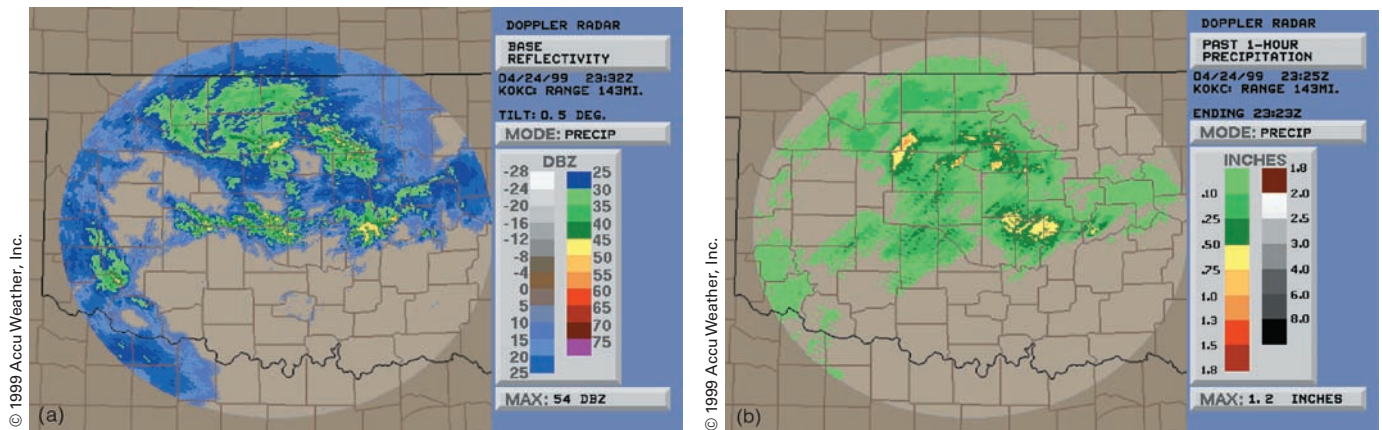 © 1999 Accu Weather, Inc.
(a)
DOPPLER RADAR
BASE
REFLECTIVITY
04/24/99 23:32Z
KOKC: RANGE 143MI.
TILT: 0.5 DEG.
MODE: PRECIP
DBZ
-28 25
-24 30
-20 35
-16 40
-12 45
-8 50
-4 55
0 60
5 65
10 70
15 75
20
25
MAX: 54 DBZ
© 1999 Accu Weather, Inc.
(b)
DOPPLER RADAR
PAST 1-HOUR
PRECIPITATION
04/24/99 23:25Z
KOKC: RANGE 143MI.
ENDING 23:23Z
MODE: PRECIP
INCHES
1.8
.10 2.0
.25 2.5
.50 3.0
.75 4.0
1.0 6.0
1.3 8.0
1.5
1.8
MAX: 1.2 INCHES